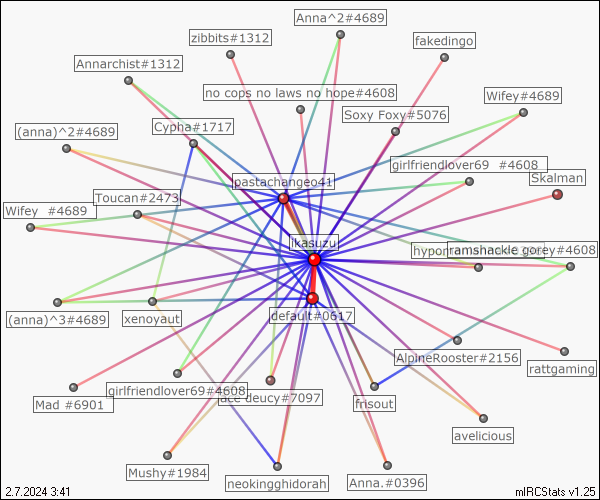 Anna^2#4689
zibbits#1312
fakedingo
Annarchist#1312
no cops no laws no hope#4608
Wifey#4689
Soxy Foxy#5076
(anna)^2#4689
Cypha#1717
girlfriendlover69 #4608
pastachangeo41
Skalman
Toucan#2473
Wifey #4689
ikasuzu
ramshackle gorey#4608
(anna)^3#4689
xenoyaut
default#0617
AlpineRooster#2156
rattgaming
girlfriendlover69#4608
ace deucy#7097
Mad #6901
frisout
avelicious
Mushy#1984
neokingghidorah
Anna.#0396
2.7.2024 3:41
mIRCStats v1.25